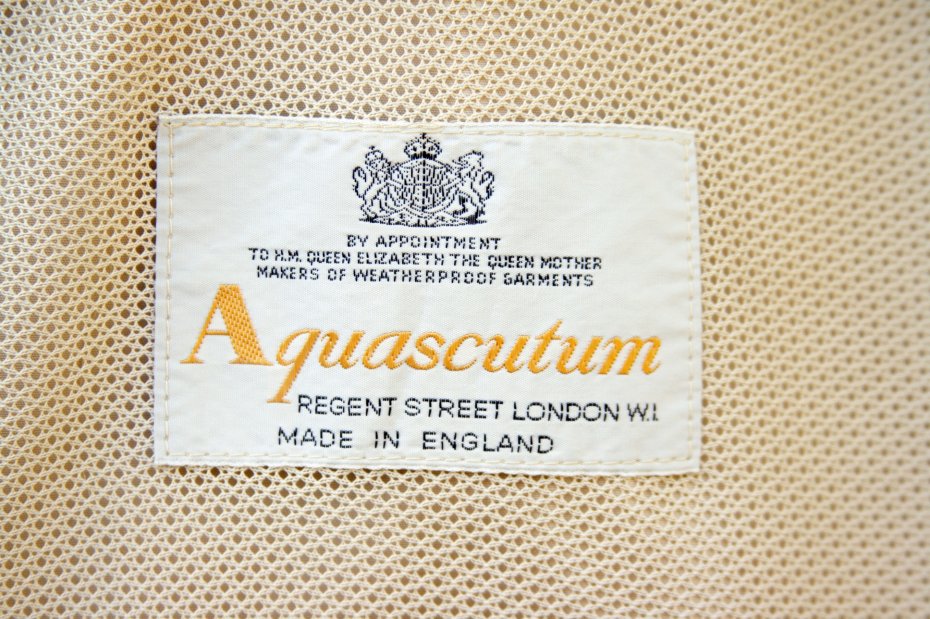 BY APPOINTMENT
TO H.M. QUEEN ELIZABETH THE QUEEN MOTHER
MAKERS OF WEATHERPROOF GARMENTS
Aquascutum
REGENT STREET LONDON W.1.
MADE IN ENGLAND